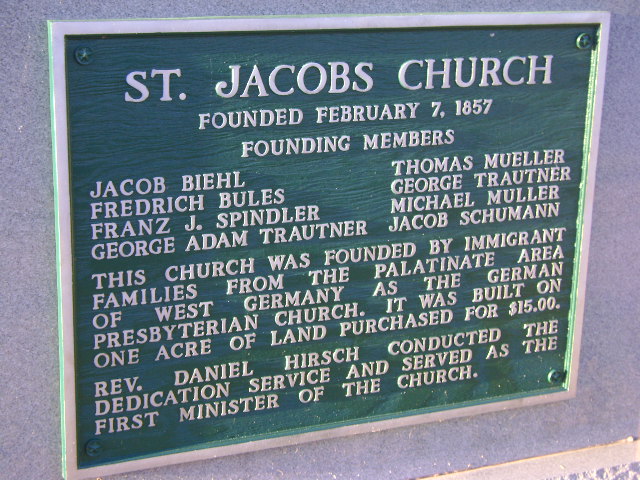 ST. JACOBS CHURCH
FOUNDED FEBRUARY 7, 1857
FOUNDING MEMBERS
JACOB BIEHL
FREDRICH BULES
FRANZ J. SPINDLER
GEORGE ADAM TRAUTNER
THOMAS MUELLER
GEORGE TRAUTNER
MICHAEL MULLER
JACOB SCHUMANN
THIS CHURCH WAS FOUNDED BY IMMIGRANT
FAMILIES FROM THE PALATINATE AREA
OF WEST GERMANY AS THE GERMAN
PRESBYTERIAN CHURCH. IT WAS BUILT ON
ONE ACRE OF LAND PURCHASED FOR $15.00.
REV. DANIEL HIRSCH CONDUCTED THE
DEDICATION SERVICE AND SERVED AS THE
FIRST MINISTER OF THE CHURCH.